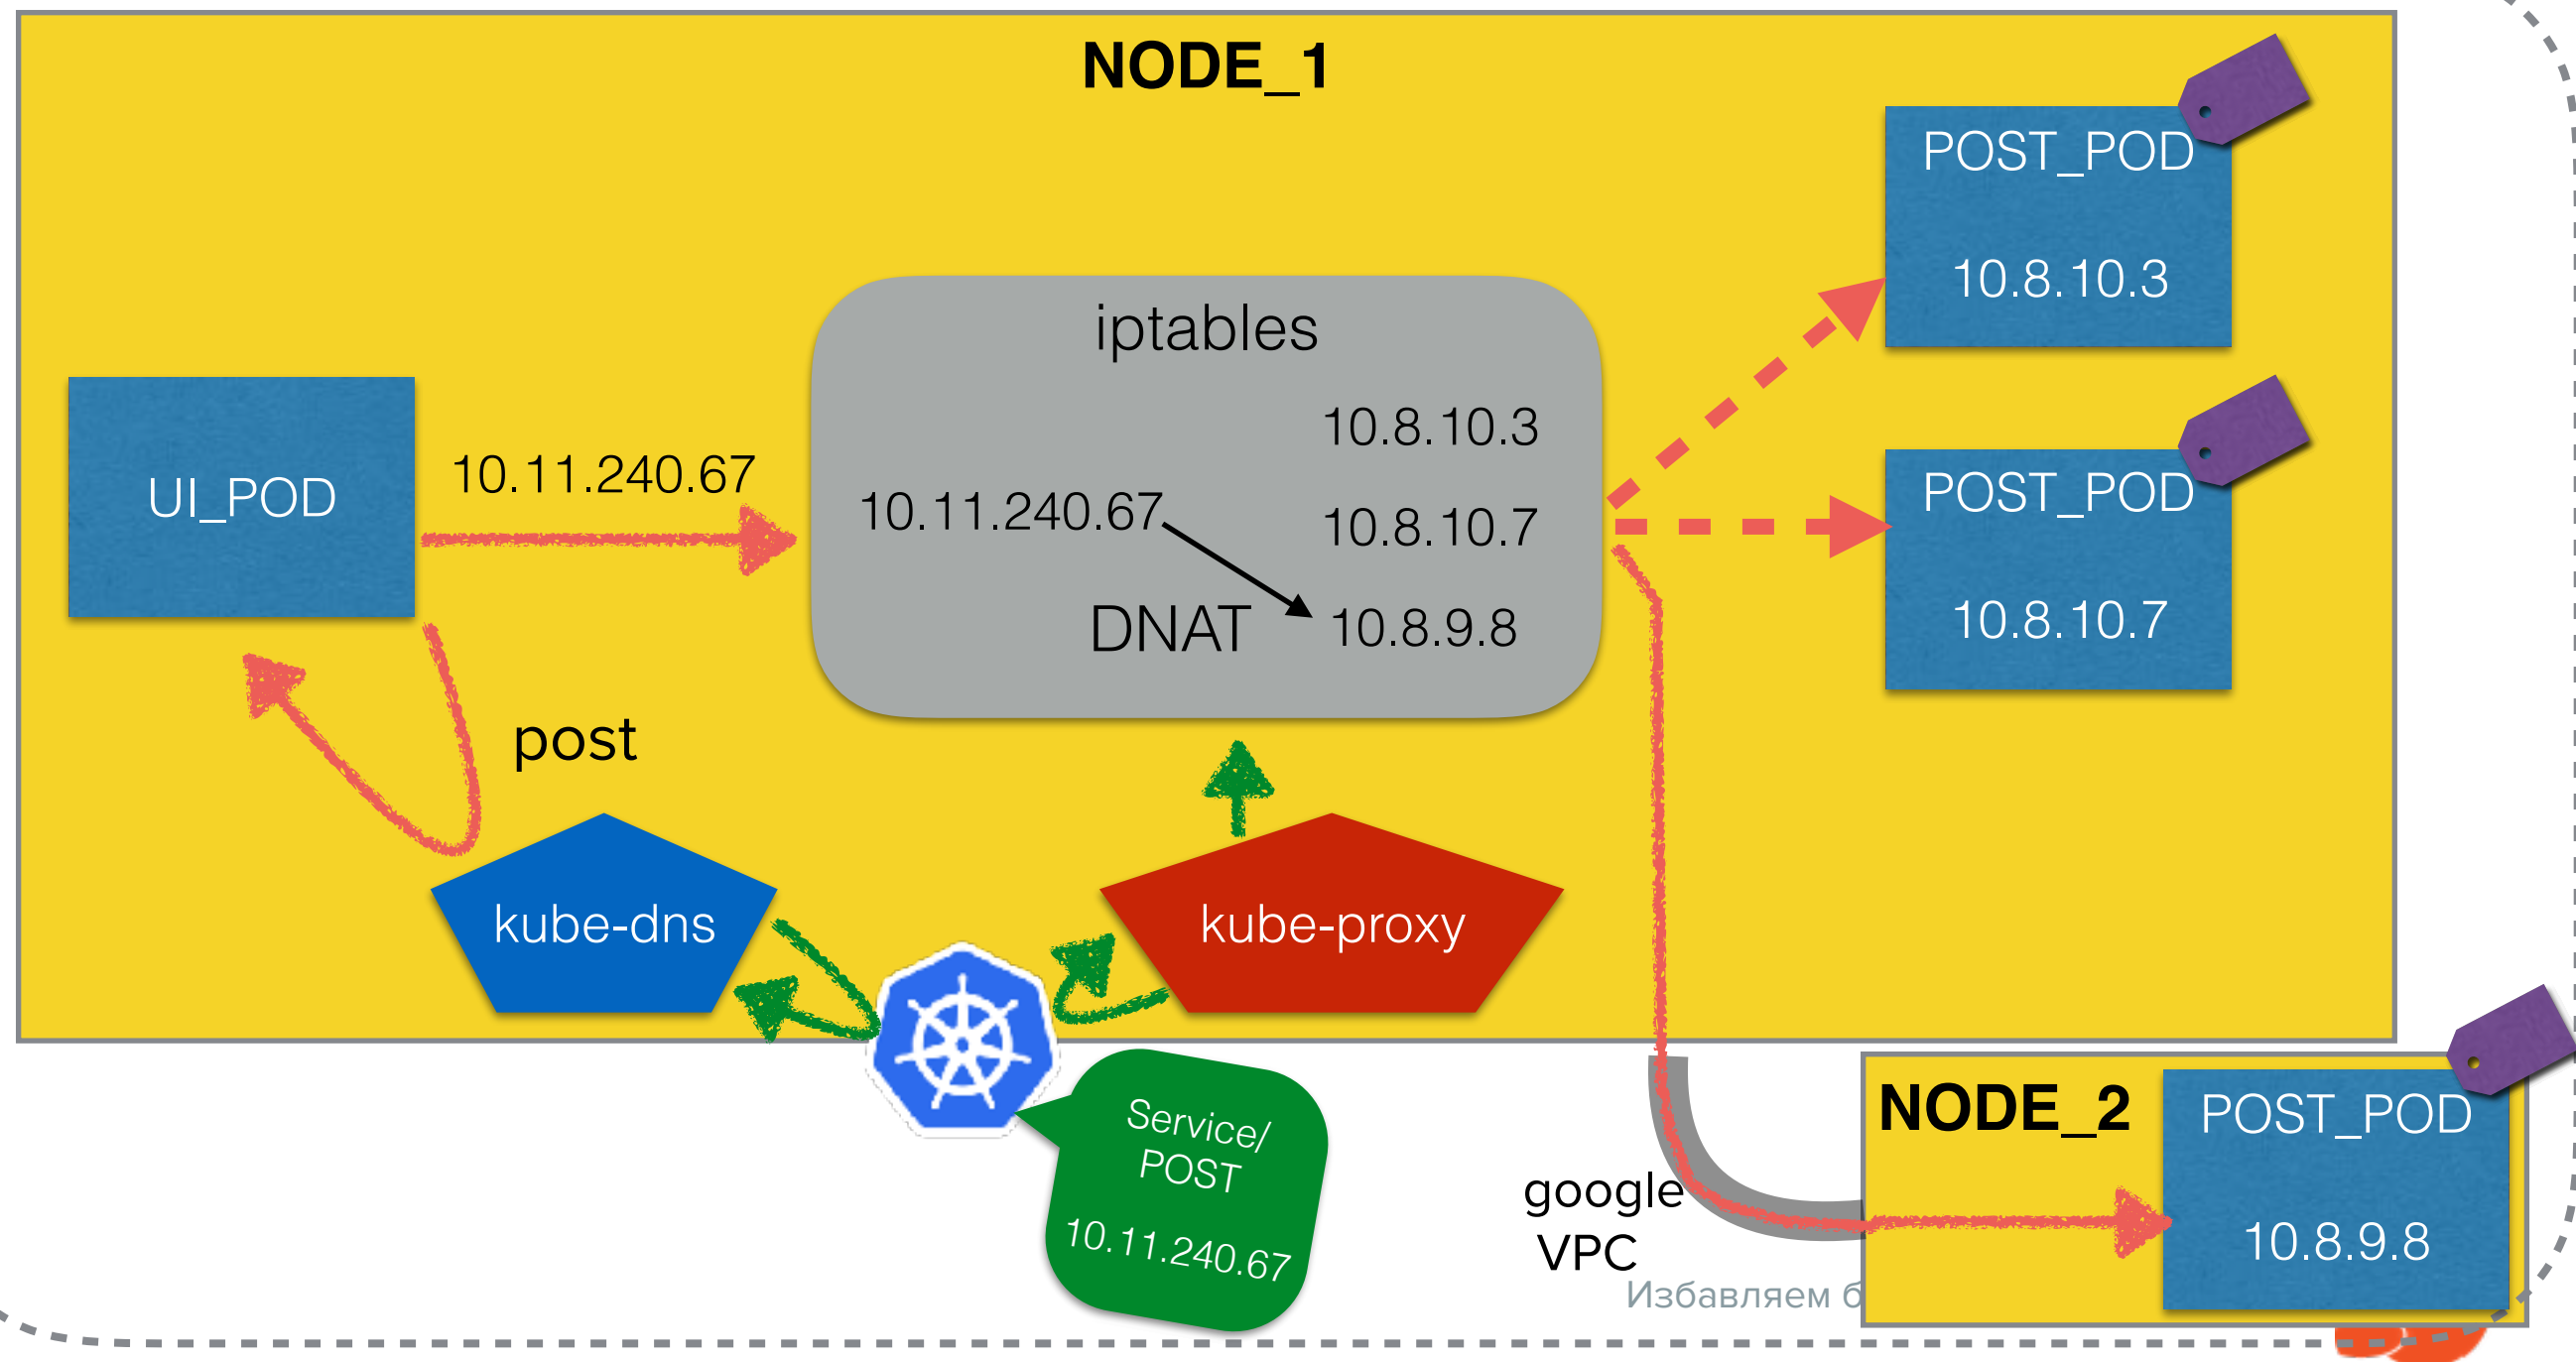 NODE_1
POST_POD
10.8.10.3
iptables
10.8.10.3
10.11.240.67
10.11.240.67
10.8.10.7
DNAT
10.8.9.8
UI_POD
POST_POD
10.8.10.7
post
kube-dns
kube-proxy
Service/
POST
10.11.240.67
google
VPC
NODE_2
POST_POD
10.8.9.8
Избавляем